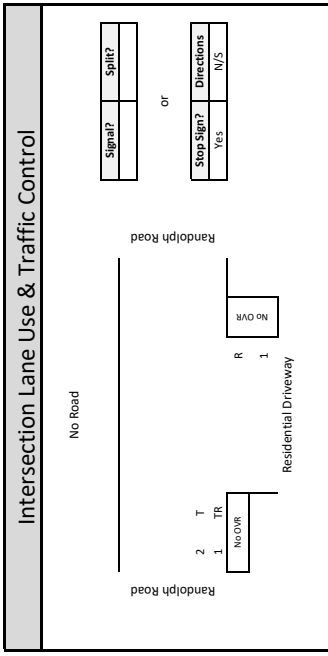 Intersection Lane Use & Traffic Control
No Road
Signal?
Split?
or
Stop Sign?
Directions
Yes
N/S
Randolph Road
Randolph Road
2 T
1 TR
No OVR
R
1
No OVR
Residential Driveway